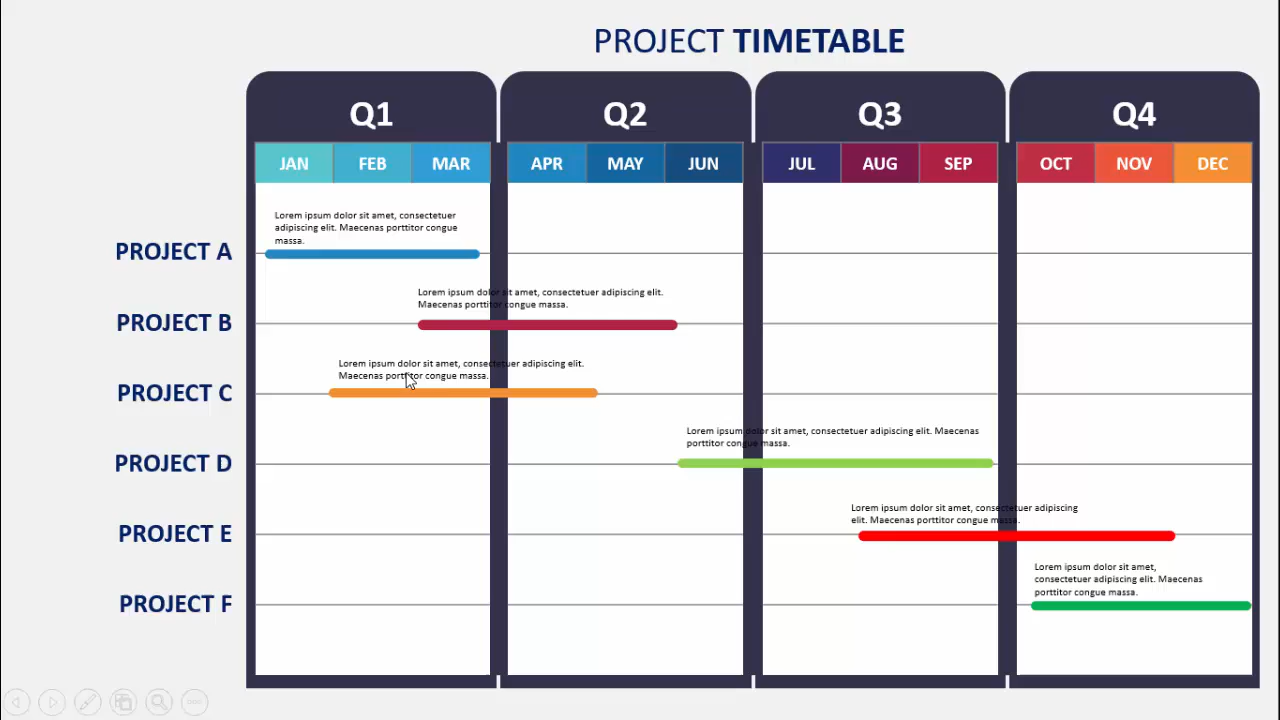 PROJECT TIMETABLE
Q1 Q2 Q3 Q4
JAN FEB MAR APR MAY JUN JUL AUG SEP OCT NOV DEC
Lorem ipsum dolor sit amet, consectetuer
adipiscing elit. Maecenas porttitor congue
massa.
PROJECT A
Lorem ipsum dolor sit amet, consectetuer adipiscing elit.
Maecenas porttitor congue massa.
PROJECT B
Lorem ipsum dolor sit amet, consectetuer adipiscing elit.
Maecenas porttitor congue massa.
PROJECT C
Lorem ipsum dolor sit amet, consectetuer adipiscing elit. Maecenas
porttitor congue massa.
PROJECT D
Lorem ipsum dolor sit amet, consectetuer adipiscing
elit. Maecenas porttitor congue massa.
PROJECT E
Lorem ipsum dolor sit amet,
consectetuer adipiscing elit. Maecenas
porttitor congue massa.
PROJECT F